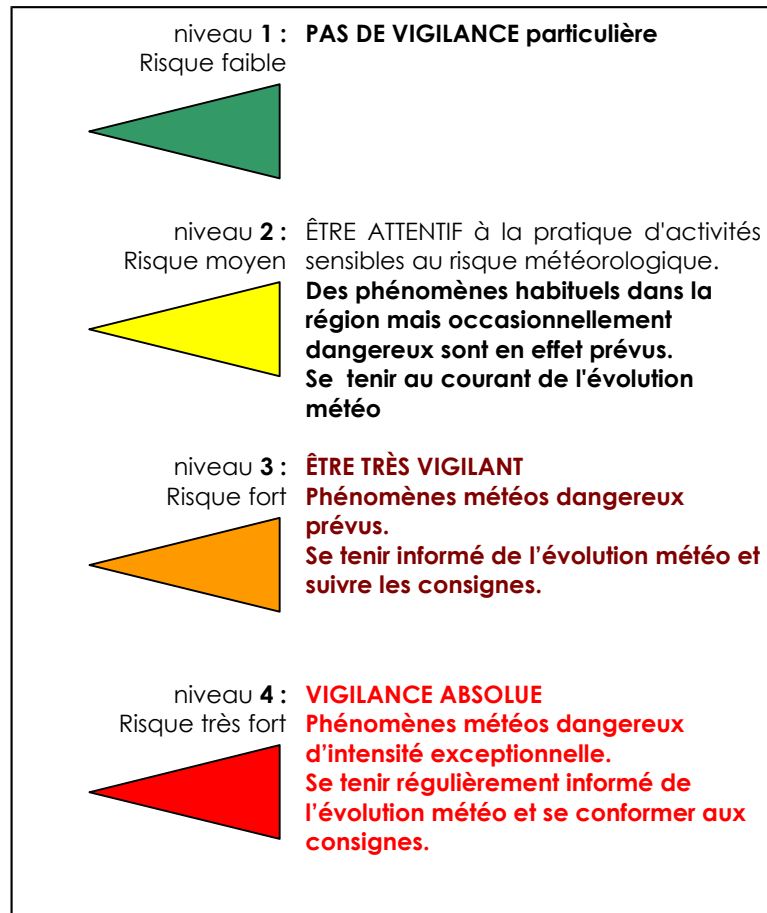 niveau 1 : PAS DE VIGILANCE particulière
Risque faible
niveau 2 : ÊTRE ATTENTIF à la pratique d'activités
Risque moyen sensibles au risque météorologique.
Des phénomènes habituels dans la
région mais occasionnellement
dangereux sont en effet prévus.
Se tenir au courant de l'évolution
météo
niveau 3 : ÊTRE TRÈS VIGILANT
Risque fort Phénomènes météos dangereux
prévus.
Se tenir informé de l’évolution météo et
suivre les consignes.
niveau 4 : VIGILANCE ABSOLUE
Risque très fort Phénomènes météos dangereux
d’intensité exceptionnelle.
Se tenir régulièrement informé de
l’évolution météo et se conformer aux
consignes.